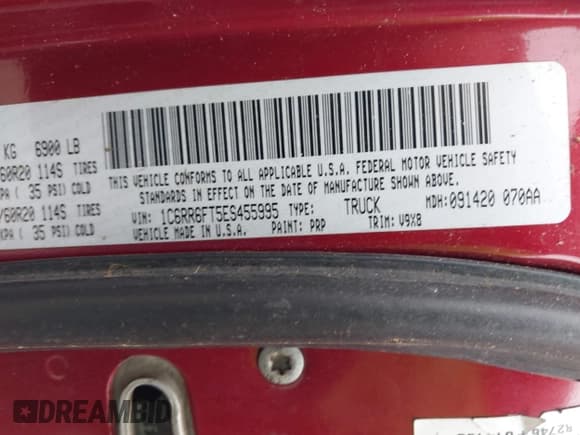 KG 6900 LB
60R20 114S TIRES
KPA ( 35 PSI) COLD
/60R20 114S TIRES
KPA ( 35 PSI) COLD
THIS VEHICLE CONFORMS TO ALL APPLICABLE U.S.A. FEDERAL MOTOR VEHICLE SAFETY
STANDARDS IN EFFECT ON THE DATE OF MANUFACTURE SHOWN ABOVE.
VIN: 1C6RR6FT5ES455995 TYPE: TRUCK MDH: 091420 070AA
MADE IN U.S.A. PAINT: PRP TRIM: V9X8
DREAMBID